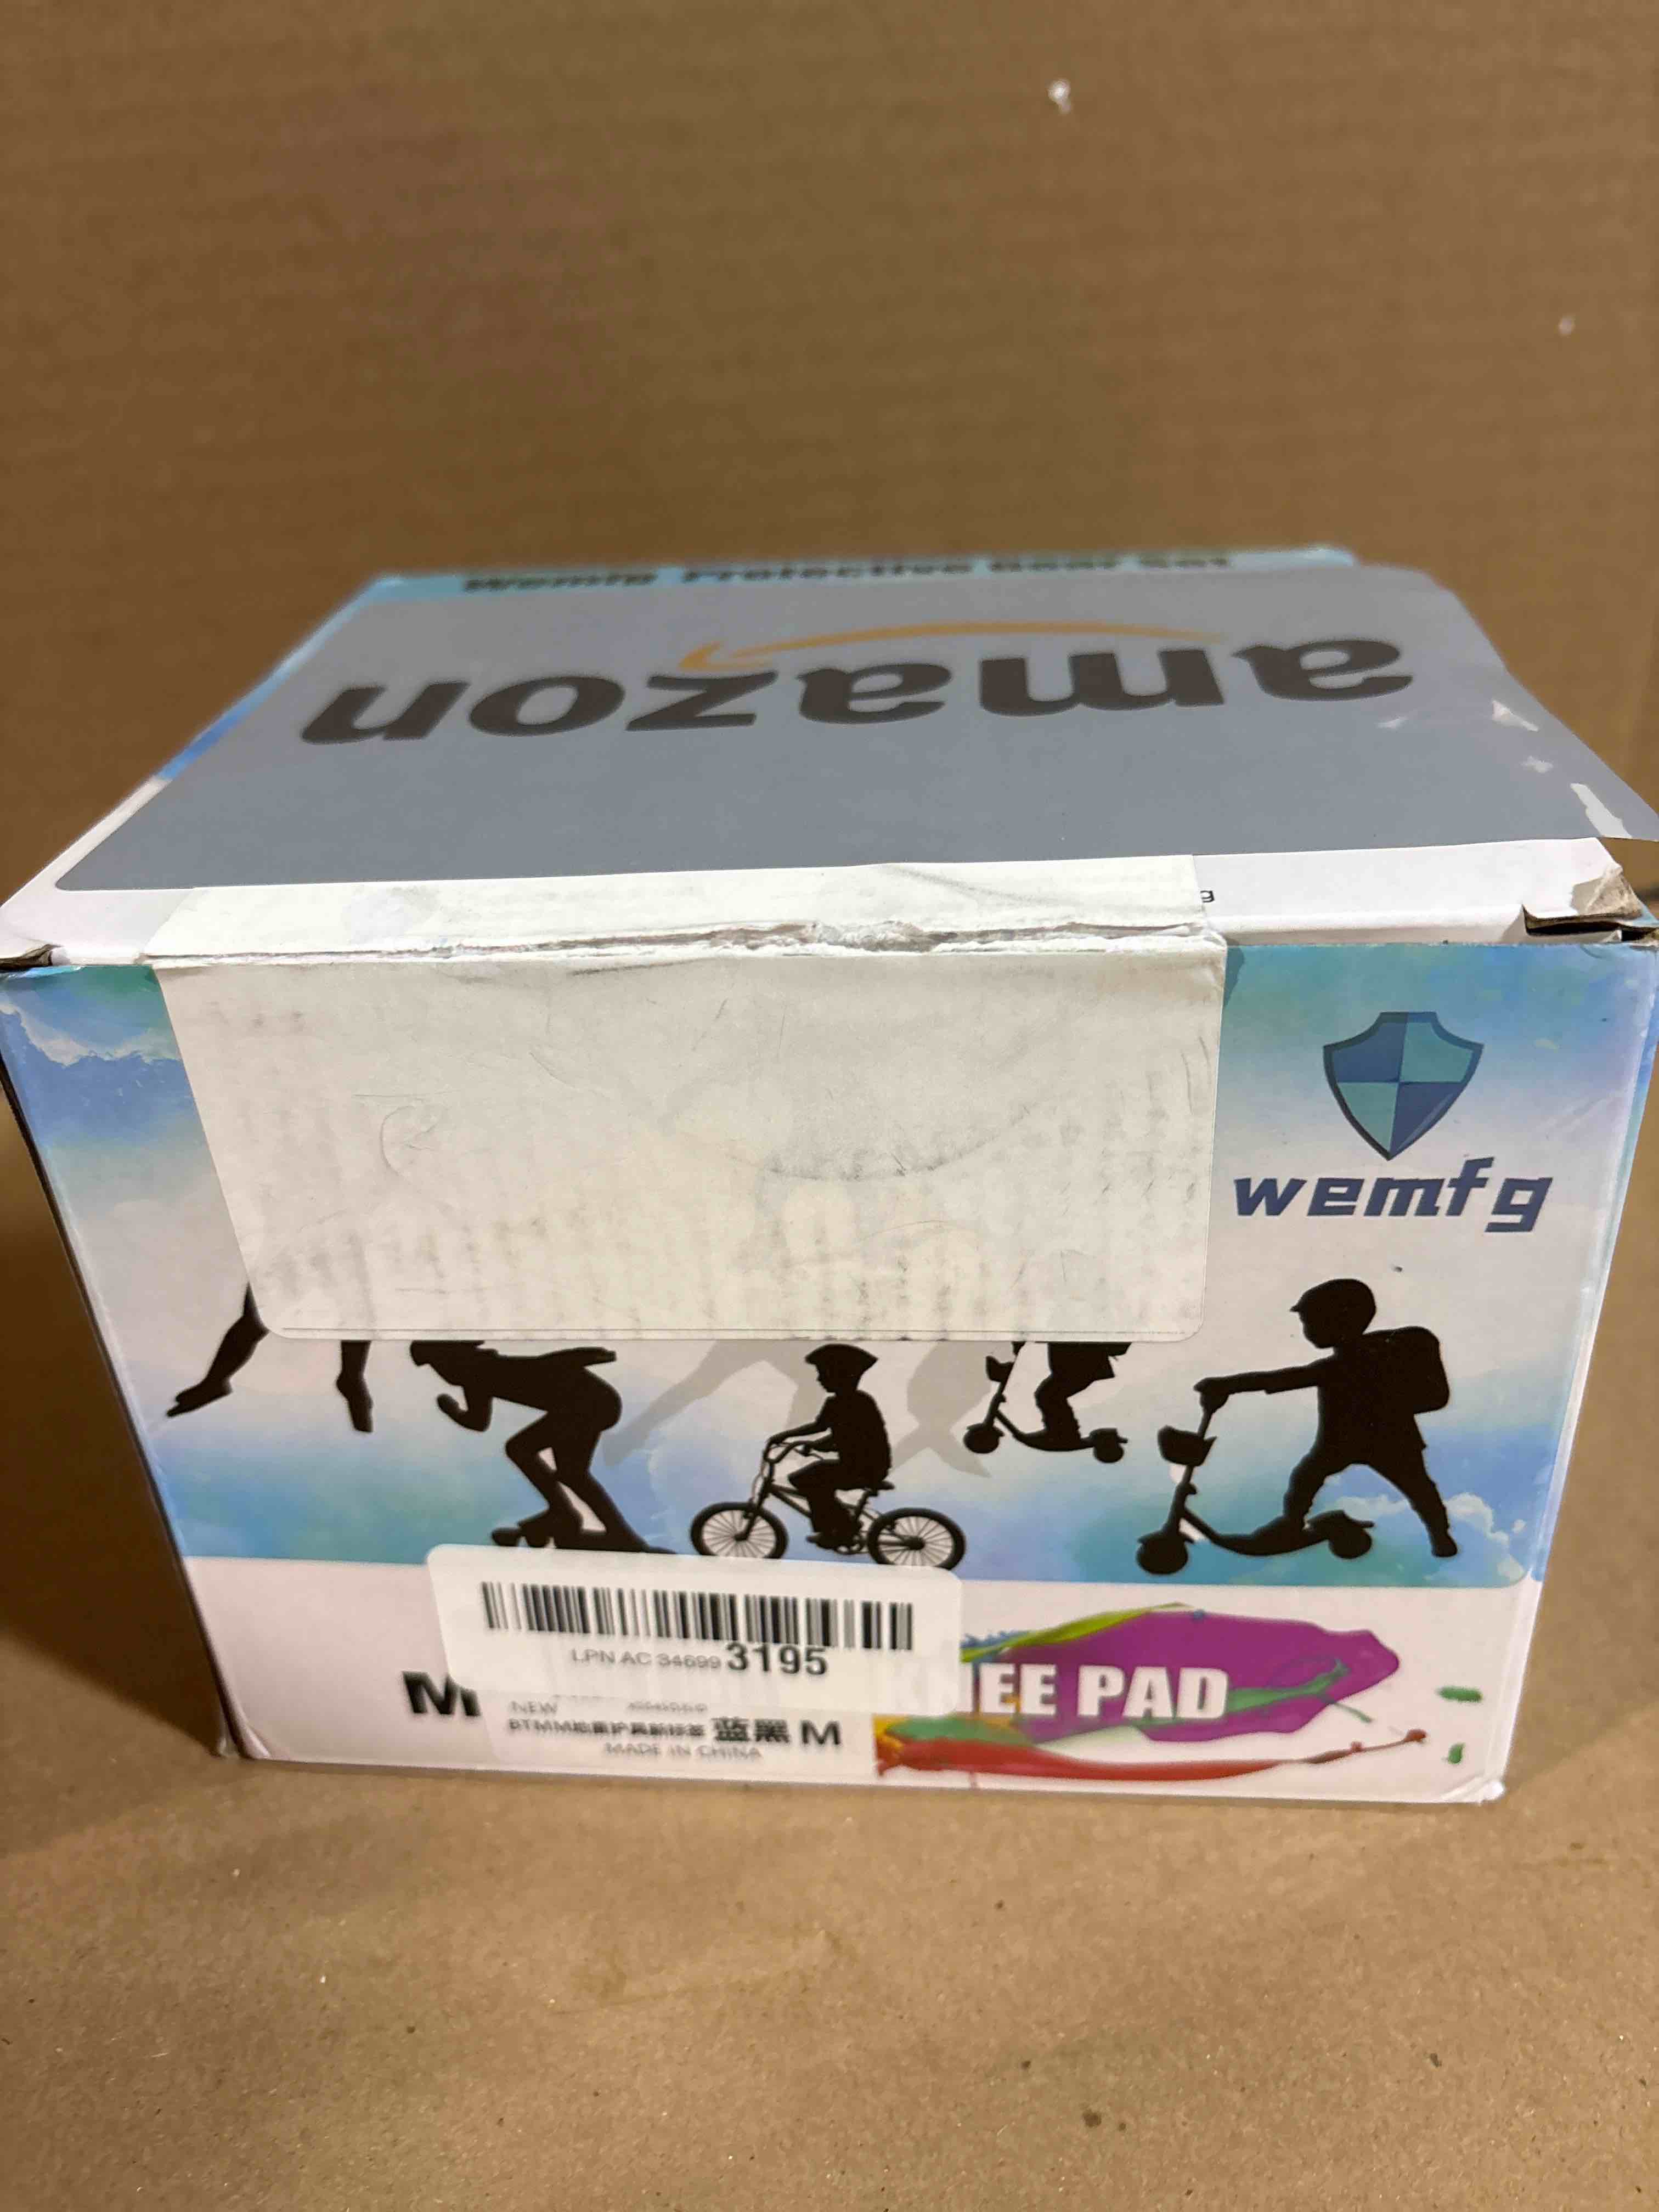 Wemfg Protective Gear Set
amazon
g
wemfg
LPN AC 34699 3195
M
KNEE PAD
NEW
蓝黑 M
MADE IN CHINA